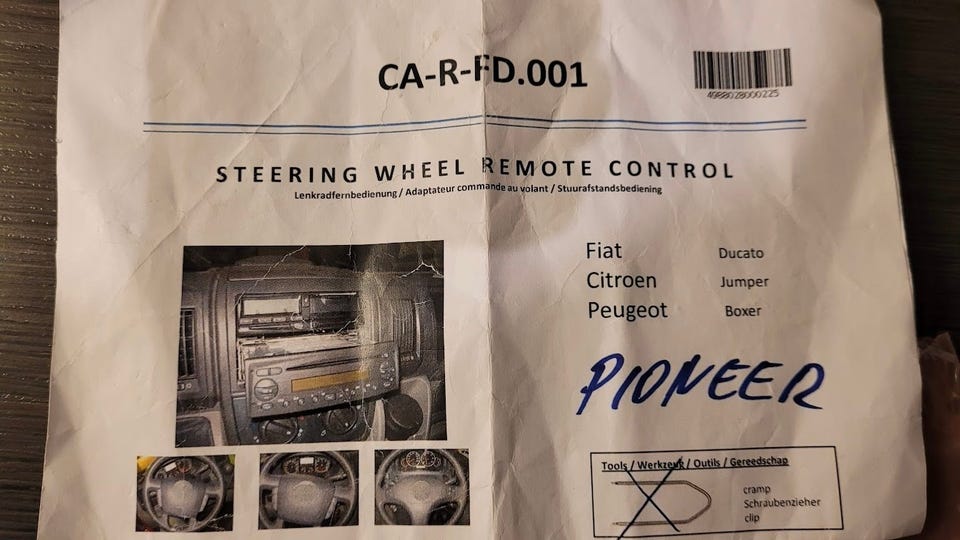 CA-R-FD.001
4988028000225
STEERING WHEEL REMOTE CONTROL
Lenkradfernbedienung / Adaptateur commande au volant / Stuurafstandsbediening
Fiat Ducato
Citroen Jumper
Peugeot Boxer
PIONEER
Tools / Werkzeug / Outils / Gereedschap
cramp
Schraubenzieher
clip